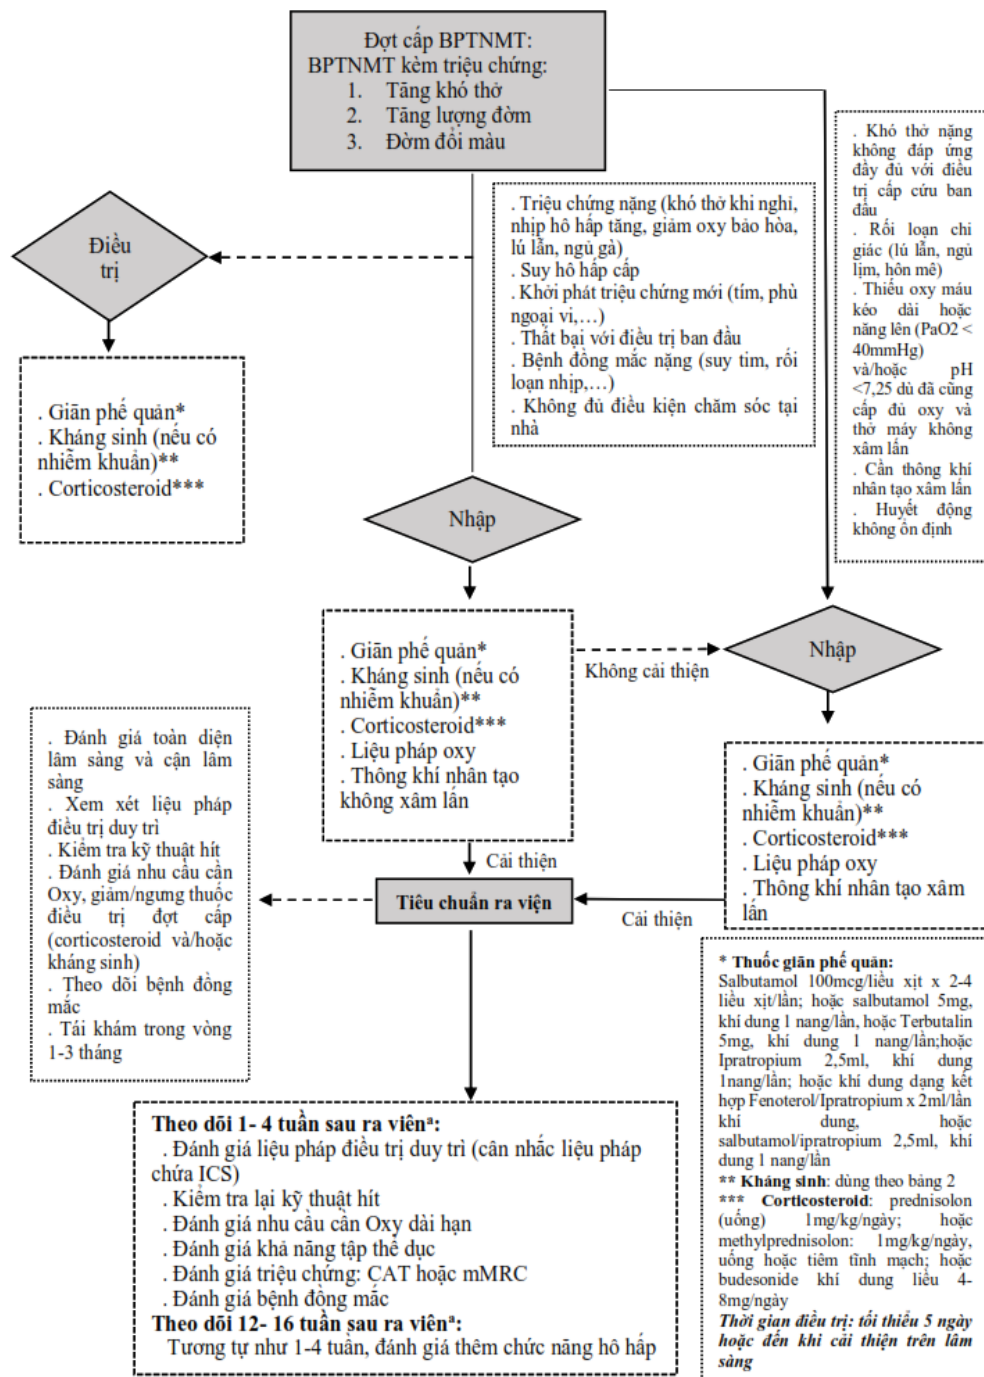 Đợt cấp BPTNMT:
BPTNMT kèm triệu chứng:
1. Tăng khó thở
2. Tăng lượng đờm
3. Đờm đổi màu
. Khó thở nặng
không đáp ứng
đầy đủ với điều
trị cấp cứu ban
đầu
. Rối loạn chi
giác (lú lẫn, ngủ
lịm, hôn mê)
. Thiếu oxy máu
kéo dài hoặc
nặng lên (PaO2 <
40mmHg)
và/hoặc pH
<7,25 dù đã cũng
cấp đủ oxy và
thở máy không
xâm lấn
. Cần thông khí
nhân tạo xâm lấn
. Huyết động
không ổn định
. Triệu chứng nặng (khó thở khi nghỉ,
nhịp hô hấp tăng, giảm oxy bảo hòa,
lú lẫn, ngủ gà)
. Suy hô hấp cấp
. Khởi phát triệu chứng mới (tím, phù
ngoại vi,…)
. Thất bại với điều trị ban đầu
. Bệnh đồng mắc nặng (suy tim, rối
loạn nhịp,…)
. Không đủ điều kiện chăm sóc tại
nhà
Điều
trị
. Giãn phế quản*
. Kháng sinh (nếu có
nhiễm khuẩn)**
. Corticosteroid***
Nhập
. Giãn phế quản*
. Kháng sinh (nếu có
nhiễm khuẩn)**
. Corticosteroid***
. Liệu pháp oxy
. Thông khí nhân tạo
không xâm lấn
Không cải thiện
Nhập
. Giãn phế quản*
. Kháng sinh (nếu có
nhiễm khuẩn)**
. Corticosteroid***
. Liệu pháp oxy
. Thông khí nhân tạo xâm
lấn
Cải thiện
Tiêu chuẩn ra viện
Cải thiện
. Đánh giá toàn diện
lâm sàng và cận lâm
sàng
. Xem xét liệu pháp
điều trị duy trì
. Kiểm tra kỹ thuật hít
. Đánh giá nhu cầu cần
Oxy, giảm/ngưng thuốc
điều trị đợt cấp
(corticosteroid và/hoặc
kháng sinh)
. Theo dõi bệnh đồng
mắc
. Tái khám trong vòng
1-3 tháng
* Thuốc giãn phế quản:
Salbutamol 100mcg/liều xịt x 2-4
liều xịt/lần; hoặc salbutamol 5mg,
khí dung 1 nang/lần, hoặc Terbutalin
5mg, khí dung 1 nang/lần;hoặc
Ipratropium 2,5ml, khí dung
1nang/lần; hoặc khí dung dạng kết
hợp Fenoterol/Ipratropium x 2ml/lần
khí dung, hoặc
salbutamol/ipratropium 2,5ml, khí
dung 1 nang/lần
** Kháng sinh: dùng theo bảng 2
*** Corticosteroid: prednisolon
(uống) 1mg/kg/ngày; hoặc
methylprednisolon: 1mg/kg/ngày,
uống hoặc tiêm tĩnh mạch; hoặc
budesonide khí dung liều 4-
8mg/ngày
Thời gian điều trị: tối thiểu 5 ngày
hoặc đến khi cải thiện trên lâm
sàng
Theo dõi 1- 4 tuần sau ra viênª:
. Đánh giá liệu pháp điều trị duy trì (cân nhắc liệu pháp
chứa ICS)
. Kiểm tra lại kỹ thuật hít
. Đánh giá nhu cầu cần Oxy dài hạn
. Đánh giá khả năng tập thể dục
. Đánh giá triệu chứng: CAT hoặc mMRC
. Đánh giá bệnh đồng mắc
Theo dõi 12- 16 tuần sau ra viênª:
Tương tự như 1-4 tuần, đánh giá thêm chức năng hô hấp